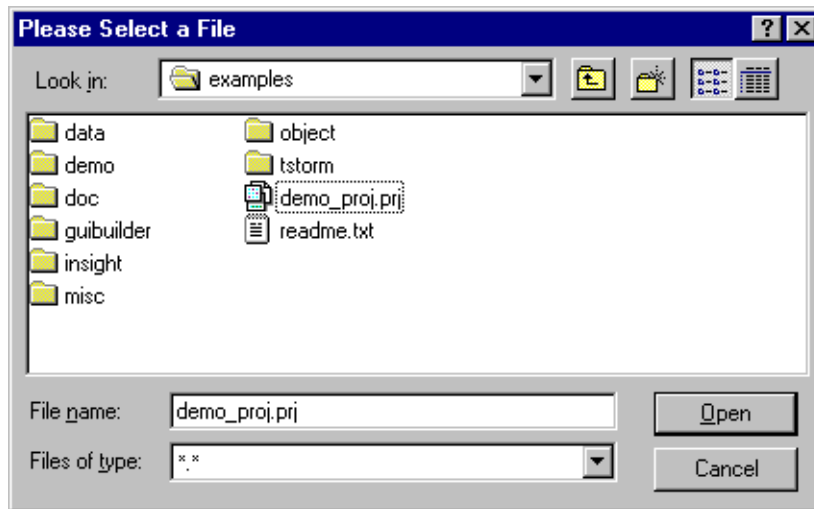 Please Select a File
Look in: examples
data
demo
doc
guibuilder
insight
misc
object
tstorm
demo_proj.prj
readme.txt
File name: demo_proj.prj
Open
Files of type: *.*
Cancel